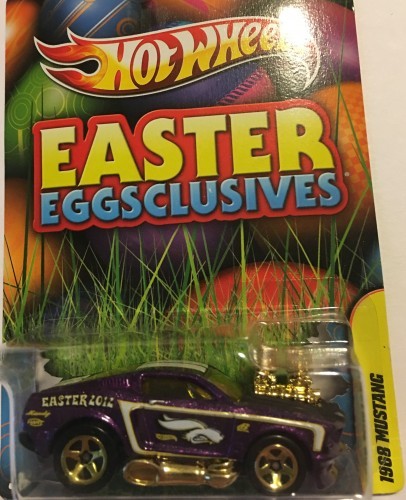 HOT WHEELS
EASTER
EGGSCLUSIVES
EASTER 2012
1968 MUSTANG